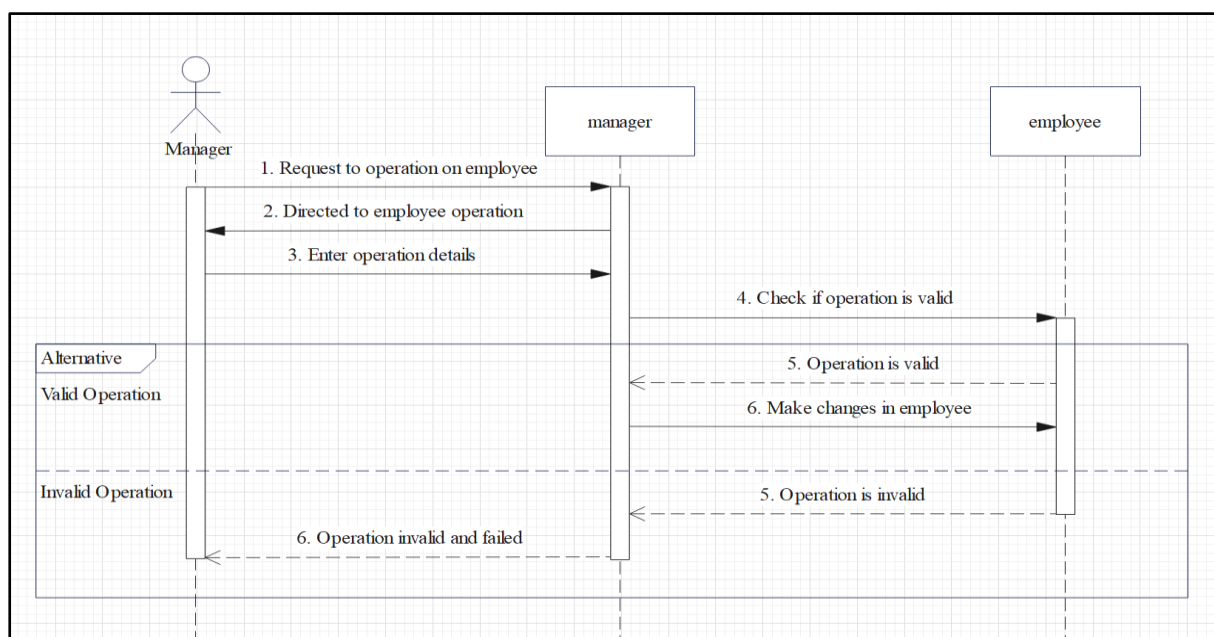 manager
employee
Manager
1. Request to operation on employee
2. Directed to employee operation
3. Enter operation details
4. Check if operation is valid
Alternative
5. Operation is valid
Valid Operation
6. Make changes in employee
Invalid Operation
5. Operation is invalid
6. Operation invalid and failed